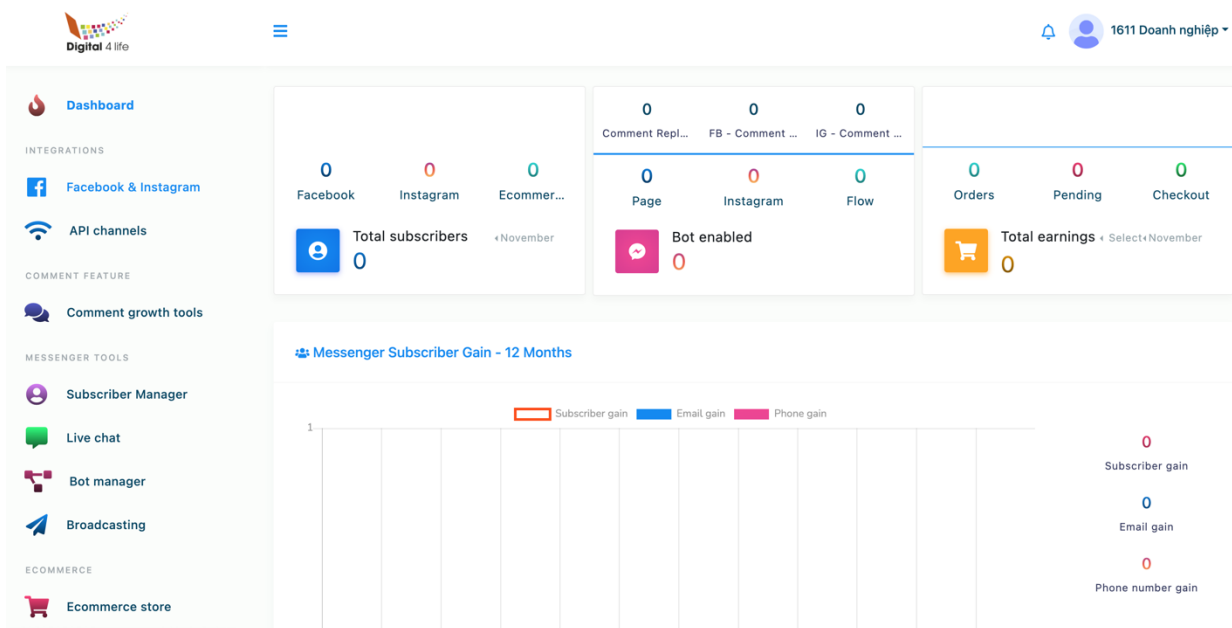 Digital 4 life
1611 Doanh nghiệp
Dashboard
INTEGRATIONS
Facebook & Instagram
API channels
COMMENT FEATURE
Comment growth tools
MESSENGER TOOLS
Subscriber Manager
Live chat
Bot manager
Broadcasting
ECOMMERCE
Ecommerce store
0 0 0
Facebook Instagram Ecommer...
Total subscribers November
0
0 0 0
Comment Repl... FB - Comment ... IG - Comment ...
0 0 0
Page Instagram Flow
Bot enabled
0
0 0 0
Orders Pending Checkout
Total earnings Select November
0
Messenger Subscriber Gain - 12 Months
Subscriber gain Email gain Phone gain
1
0
Subscriber gain
0
Email gain
0
Phone number gain